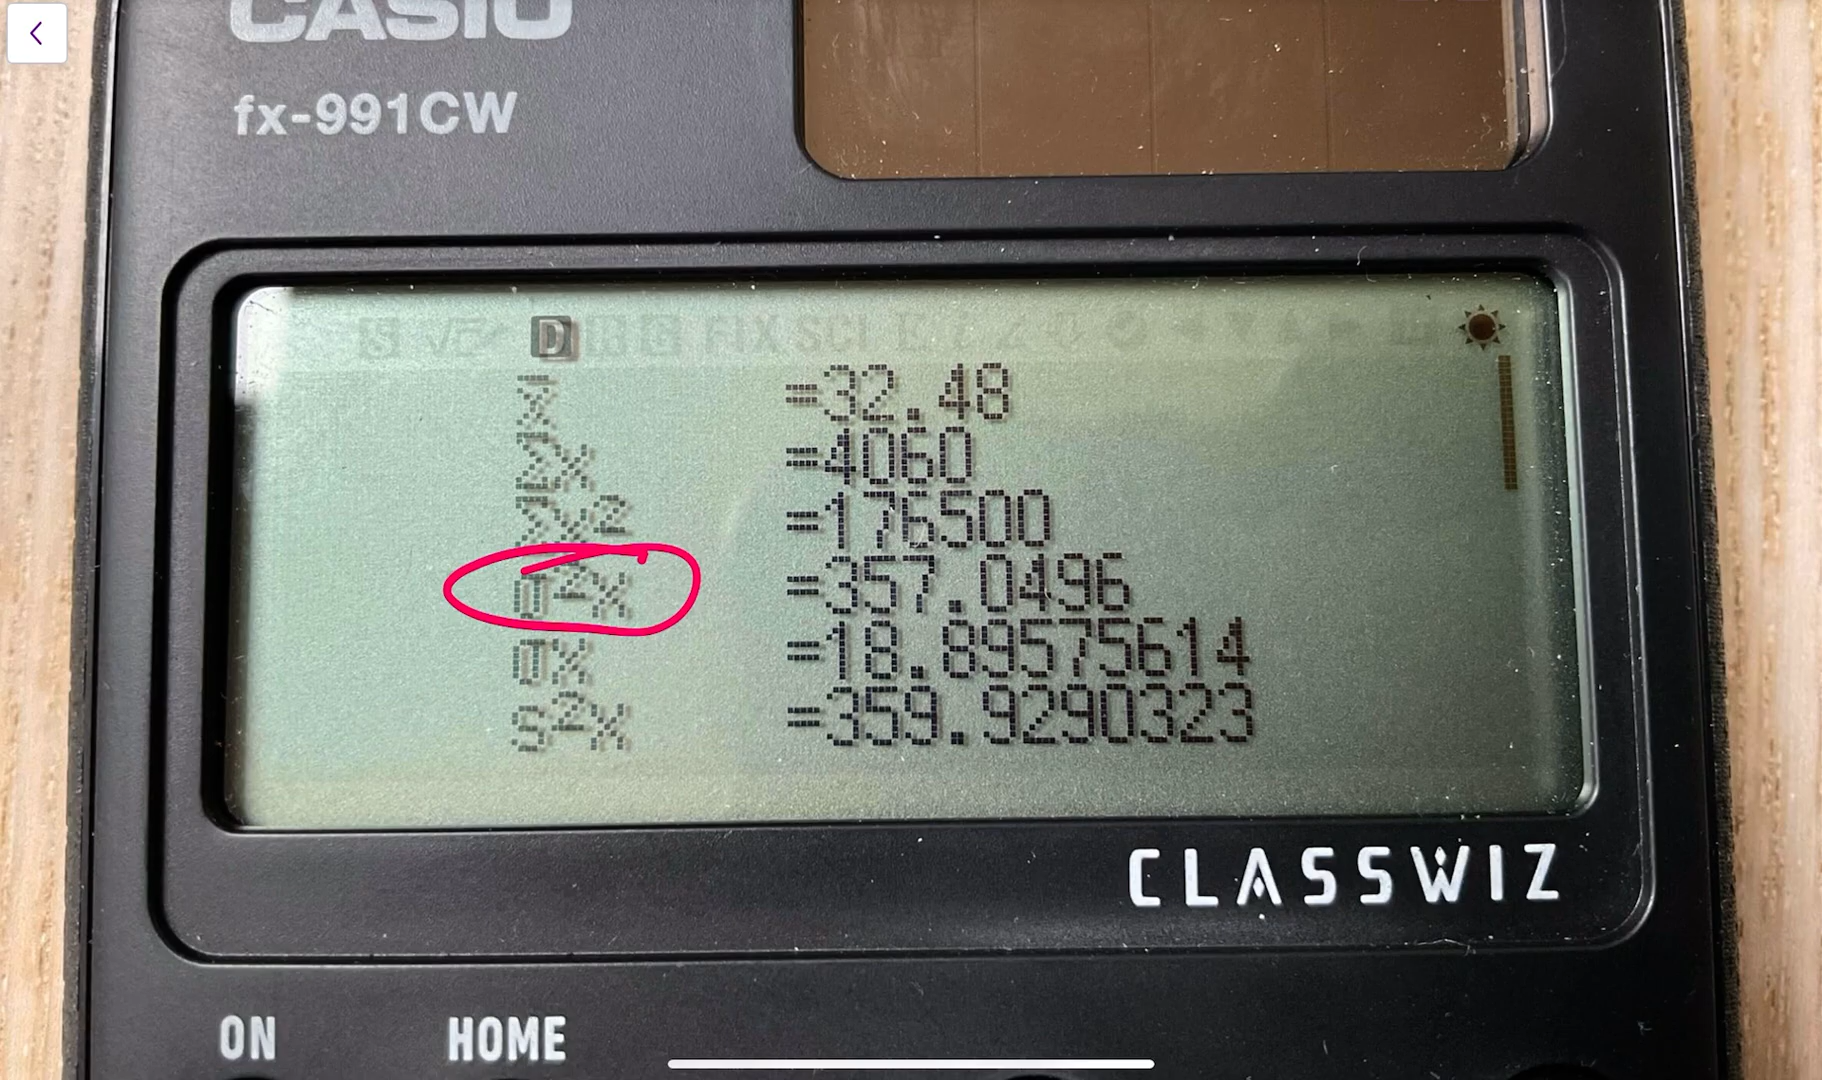 CASIO
fx-991CW
D FIX SCI
x̄ =32.48
Σx =4060
Σx² =176500
σ²x =357.0496
σx =18.89575614
s²x =359.9290323
CLASSWIZ
ON HOME